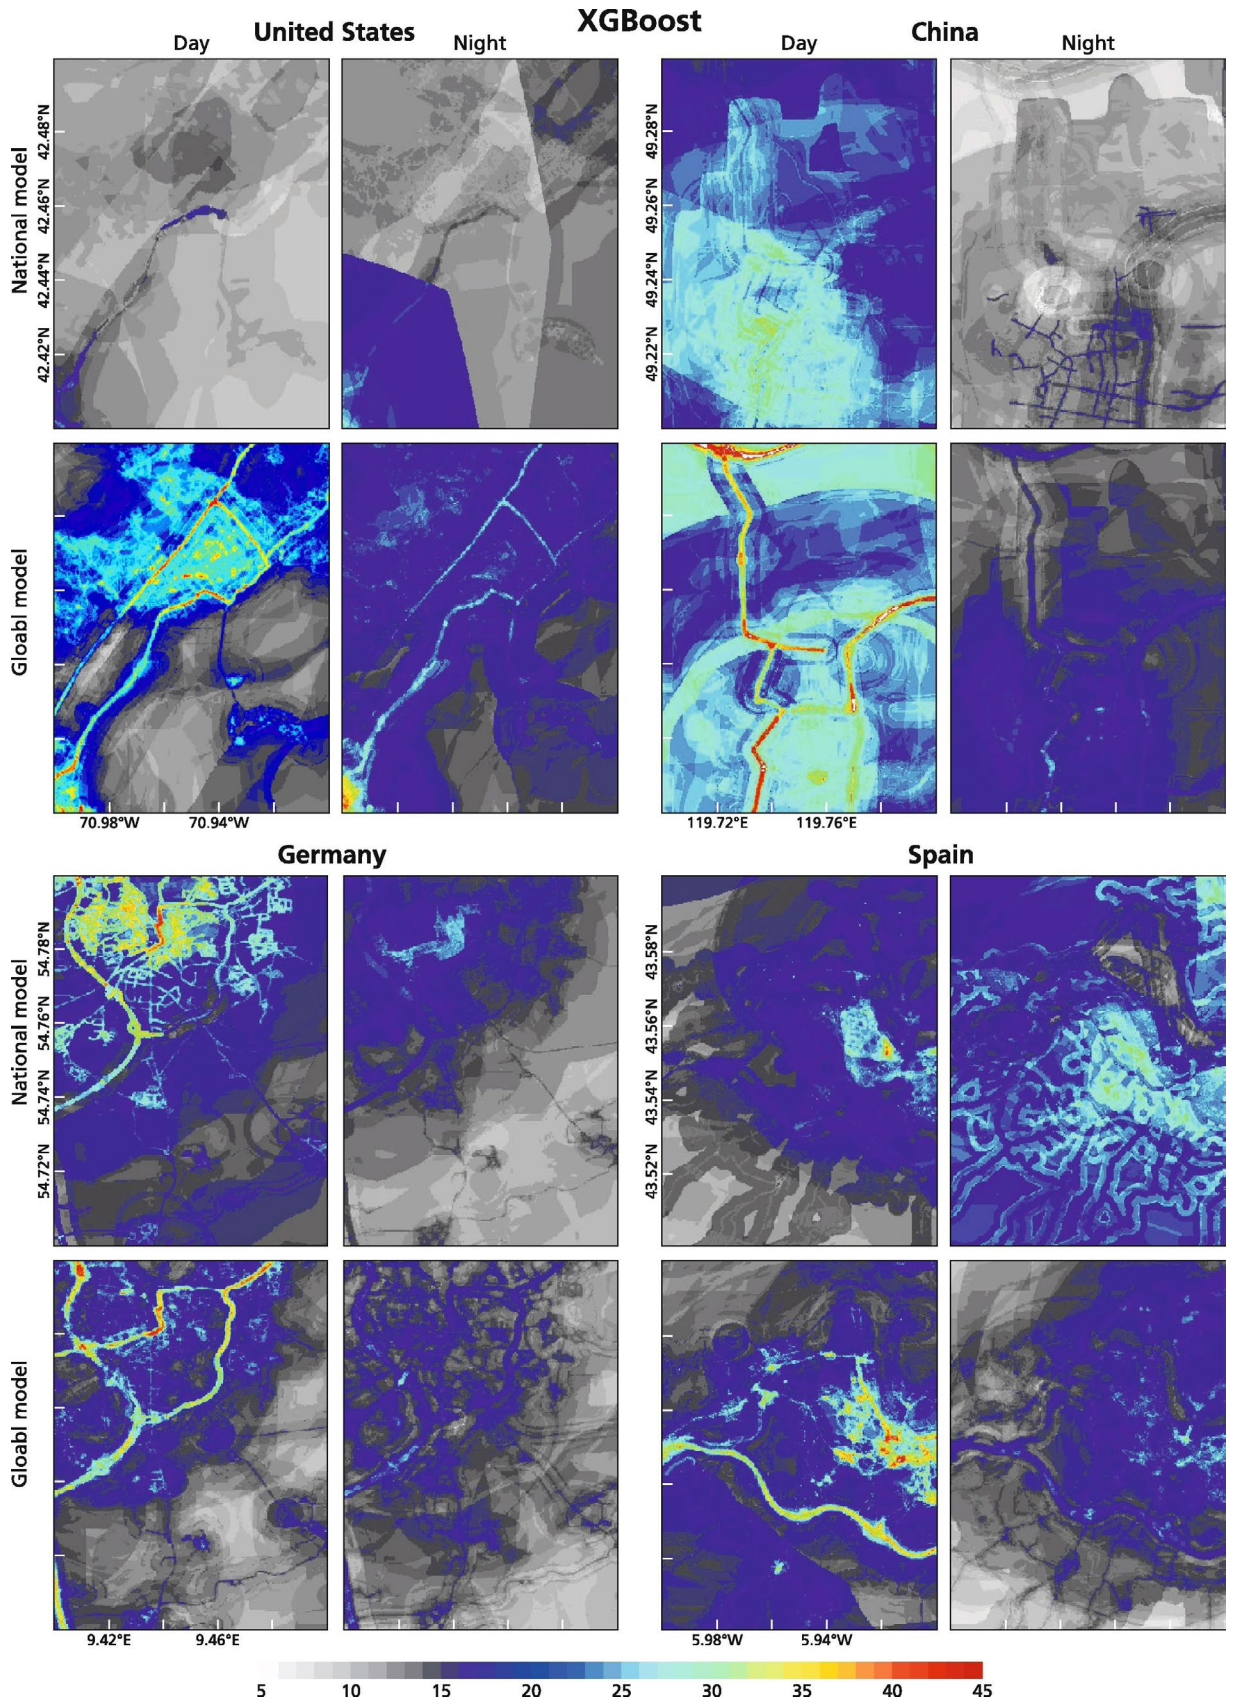 XGBoost
United States
China
Day
Night
Day
Night
National model
42.48°N
42.46°N
42.44°N
42.42°N
49.28°N
49.26°N
49.24°N
49.22°N
Gloabl model
70.98°W
70.94°W
119.72°E
119.76°E
Germany
Spain
National model
54.78°N
54.76°N
54.74°N
54.72°N
43.58°N
43.56°N
43.54°N
43.52°N
Gloabl model
9.42°E
9.46°E
5.98°W
5.94°W
5
10
15
20
25
30
35
40
45